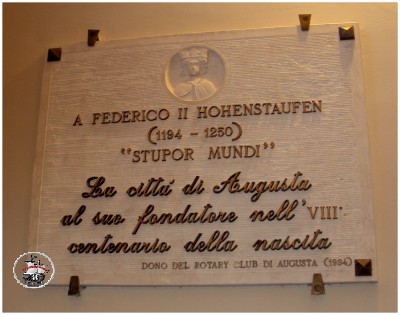 A FEDERICO II HOHENSTAUFEN
(1194 - 1250)
"STUPOR MUNDI"
La città di Augusta
al suo fondatore nell'VIII°
centenario della nascita
DONO DEL ROTARY CLUB DI AUGUSTA (1994)